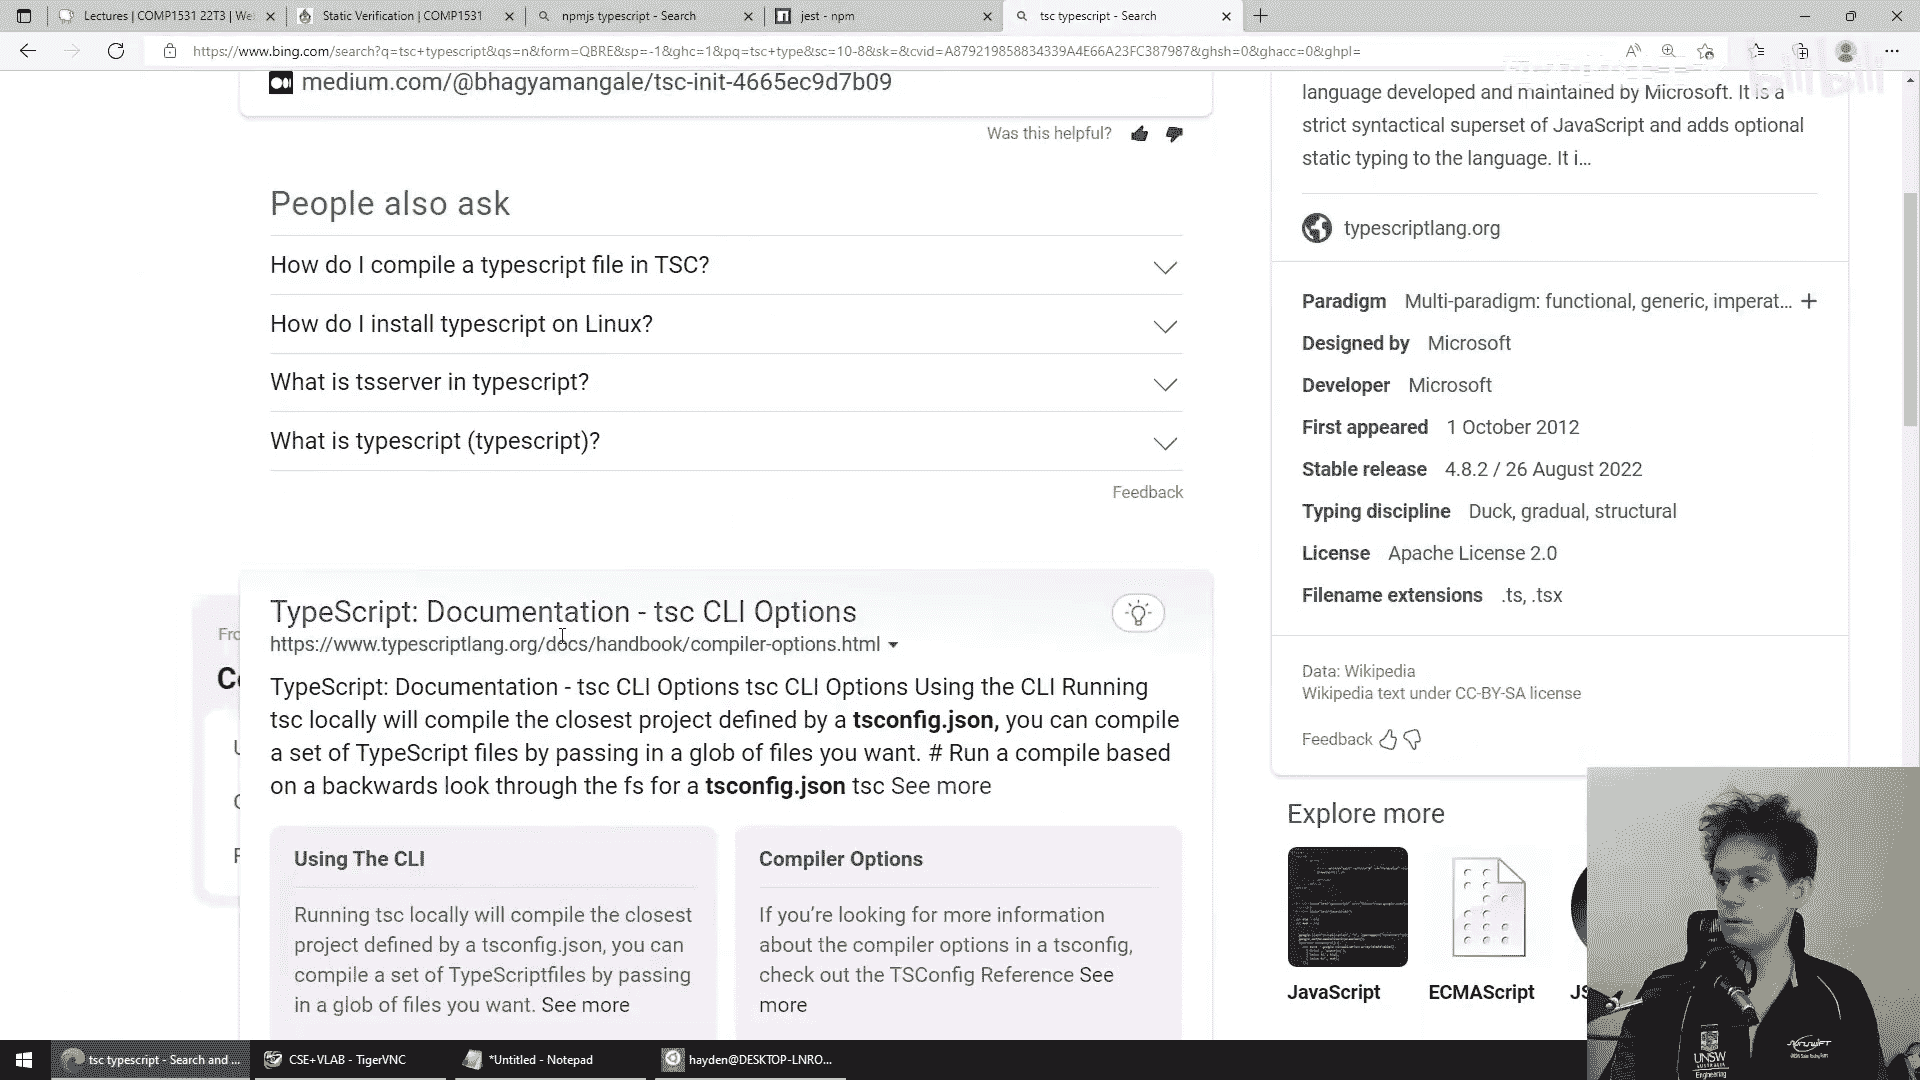 Lectures | COMP1531 22T3 | We
Static Verification | COMP1531
npmjs typescript - Search
jest - npm
tsc typescript - Search
https://www.bing.com/search?q=tsc+typescript&qs=n&form=QBRE&sp=-1&ghc=1&pq=tsc+type&sc=10-8&sk=&cvid=A879219858834339A4E66A23FC387987&ghsh=0&ghacc=0&ghpl=
medium.com/@bhagyamangale/tsc-init-4665ec9d7b09
Was this helpful?
People also ask
How do I compile a typescript file in TSC?
How do I install typescript on Linux?
What is tsserver in typescript?
What is typescript (typescript)?
Feedback
TypeScript: Documentation - tsc CLI Options
https://www.typescriptlang.org/docs/handbook/compiler-options.html
TypeScript: Documentation - tsc CLI Options tsc CLI Options Using the CLI Running
tsc locally will compile the closest project defined by a tsconfig.json, you can compile
a set of TypeScript files by passing in a glob of files you want. # Run a compile based
on a backwards look through the fs for a tsconfig.json tsc See more
Using The CLI
Running tsc locally will compile the closest
project defined by a tsconfig.json, you can
compile a set of TypeScriptfiles by passing
in a glob of files you want. See more
Compiler Options
If you're looking for more information
about the compiler options in a tsconfig,
check out the TSConfig Reference See
more
language developed and maintained by Microsoft. It is a
strict syntactical superset of JavaScript and adds optional
static typing to the language. It i...
typescriptlang.org
Paradigm Multi-paradigm: functional, generic, imperat...
Designed by Microsoft
Developer Microsoft
First appeared 1 October 2012
Stable release 4.8.2 / 26 August 2022
Typing discipline Duck, gradual, structural
License Apache License 2.0
Filename extensions .ts, .tsx
Data: Wikipedia
Wikipedia text under CC-BY-SA license
Feedback
Explore more
JavaScript
ECMAScript
UNSW
AUSTRALIA
Engineering
tsc typescript - Search and ...
CSE+VLAB - TigerVNC
*Untitled - Notepad
hayden@DESKTOP-LNRO...